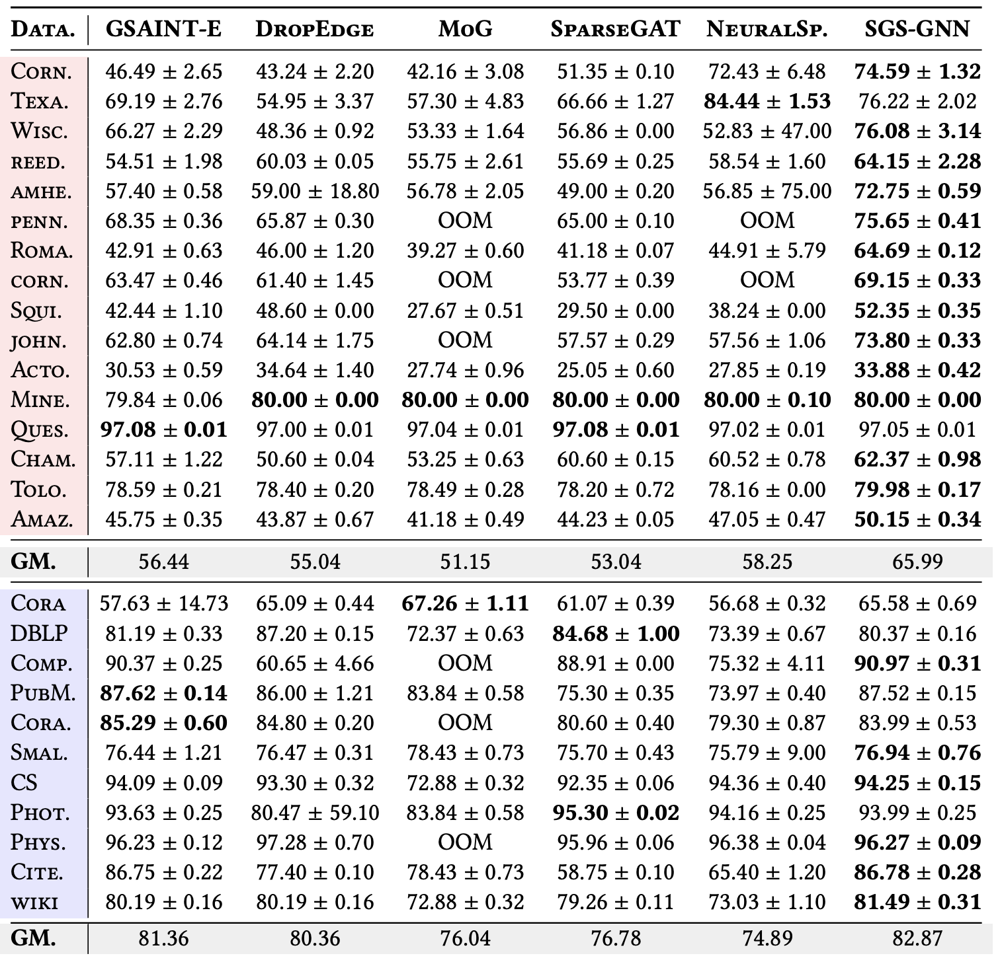 DATA. GSAINT-E DROPEDGE MOG SPARSEGAT NEURALSP. SGS-GNN
CORN. 46.49 ± 2.65 43.24 ± 2.20 42.16 ± 3.08 51.35 ± 0.10 72.43 ± 6.48 74.59 ± 1.32
TEXA. 69.19 ± 2.76 54.95 ± 3.37 57.30 ± 4.83 66.66 ± 1.27 84.44 ± 1.53 76.22 ± 2.02
WISC. 66.27 ± 2.29 48.36 ± 0.92 53.33 ± 1.64 56.86 ± 0.00 52.83 ± 47.00 76.08 ± 3.14
REED. 54.51 ± 1.98 60.03 ± 0.05 55.75 ± 2.61 55.69 ± 0.25 58.54 ± 1.60 64.15 ± 2.28
AMHE. 57.40 ± 0.58 59.00 ± 18.80 56.78 ± 2.05 49.00 ± 0.20 56.85 ± 75.00 72.75 ± 0.59
PENN. 68.35 ± 0.36 65.87 ± 0.30 OOM 65.00 ± 0.10 OOM 75.65 ± 0.41
ROMA. 42.91 ± 0.63 46.00 ± 1.20 39.27 ± 0.60 41.18 ± 0.07 44.91 ± 5.79 64.69 ± 0.12
CORN. 63.47 ± 0.46 61.40 ± 1.45 OOM 53.77 ± 0.39 OOM 69.15 ± 0.33
SQUI. 42.44 ± 1.10 48.60 ± 0.00 27.67 ± 0.51 29.50 ± 0.00 38.24 ± 0.00 52.35 ± 0.35
JOHN. 62.80 ± 0.74 64.14 ± 1.75 OOM 57.57 ± 0.29 57.56 ± 1.06 73.80 ± 0.33
ACTO. 30.53 ± 0.59 34.64 ± 1.40 27.74 ± 0.96 25.05 ± 0.60 27.85 ± 0.19 33.88 ± 0.42
MINE. 79.84 ± 0.06 80.00 ± 0.00 80.00 ± 0.00 80.00 ± 0.00 80.00 ± 0.10 80.00 ± 0.00
QUES. 97.08 ± 0.01 97.00 ± 0.01 97.04 ± 0.01 97.08 ± 0.01 97.02 ± 0.01 97.05 ± 0.01
CHAM. 57.11 ± 1.22 50.60 ± 0.04 53.25 ± 0.63 60.60 ± 0.15 60.52 ± 0.78 62.37 ± 0.98
TOLO. 78.59 ± 0.21 78.40 ± 0.20 78.49 ± 0.28 78.20 ± 0.72 78.16 ± 0.00 79.98 ± 0.17
AMAZ. 45.75 ± 0.35 43.87 ± 0.67 41.18 ± 0.49 44.23 ± 0.05 47.05 ± 0.47 50.15 ± 0.34
GM. 56.44 55.04 51.15 53.04 58.25 65.99
CORA 57.63 ± 14.73 65.09 ± 0.44 67.26 ± 1.11 61.07 ± 0.39 56.68 ± 0.32 65.58 ± 0.69
DBLP 81.19 ± 0.33 87.20 ± 0.15 72.37 ± 0.63 84.68 ± 1.00 73.39 ± 0.67 80.37 ± 0.16
COMP. 90.37 ± 0.25 60.65 ± 4.66 OOM 88.91 ± 0.00 75.32 ± 4.11 90.97 ± 0.31
PUBM. 87.62 ± 0.14 86.00 ± 1.21 83.84 ± 0.58 75.30 ± 0.35 73.97 ± 0.40 87.52 ± 0.15
CORA. 85.29 ± 0.60 84.80 ± 0.20 OOM 80.60 ± 0.40 79.30 ± 0.87 83.99 ± 0.53
SMAL. 76.44 ± 1.21 76.47 ± 0.31 78.43 ± 0.73 75.70 ± 0.43 75.79 ± 9.00 76.94 ± 0.76
CS 94.09 ± 0.09 93.30 ± 0.32 72.88 ± 0.32 92.35 ± 0.06 94.36 ± 0.40 94.25 ± 0.15
PHOT. 93.63 ± 0.25 80.47 ± 59.10 83.84 ± 0.58 95.30 ± 0.02 94.16 ± 0.25 93.99 ± 0.25
PHYS. 96.23 ± 0.12 97.28 ± 0.70 OOM 95.96 ± 0.06 96.38 ± 0.04 96.27 ± 0.09
CITE. 86.75 ± 0.22 77.40 ± 0.10 78.43 ± 0.73 58.75 ± 0.10 65.40 ± 1.20 86.78 ± 0.28
WIKI 80.19 ± 0.16 80.19 ± 0.16 72.88 ± 0.32 79.26 ± 0.11 73.03 ± 1.10 81.49 ± 0.31
GM. 81.36 80.36 76.04 76.78 74.89 82.87